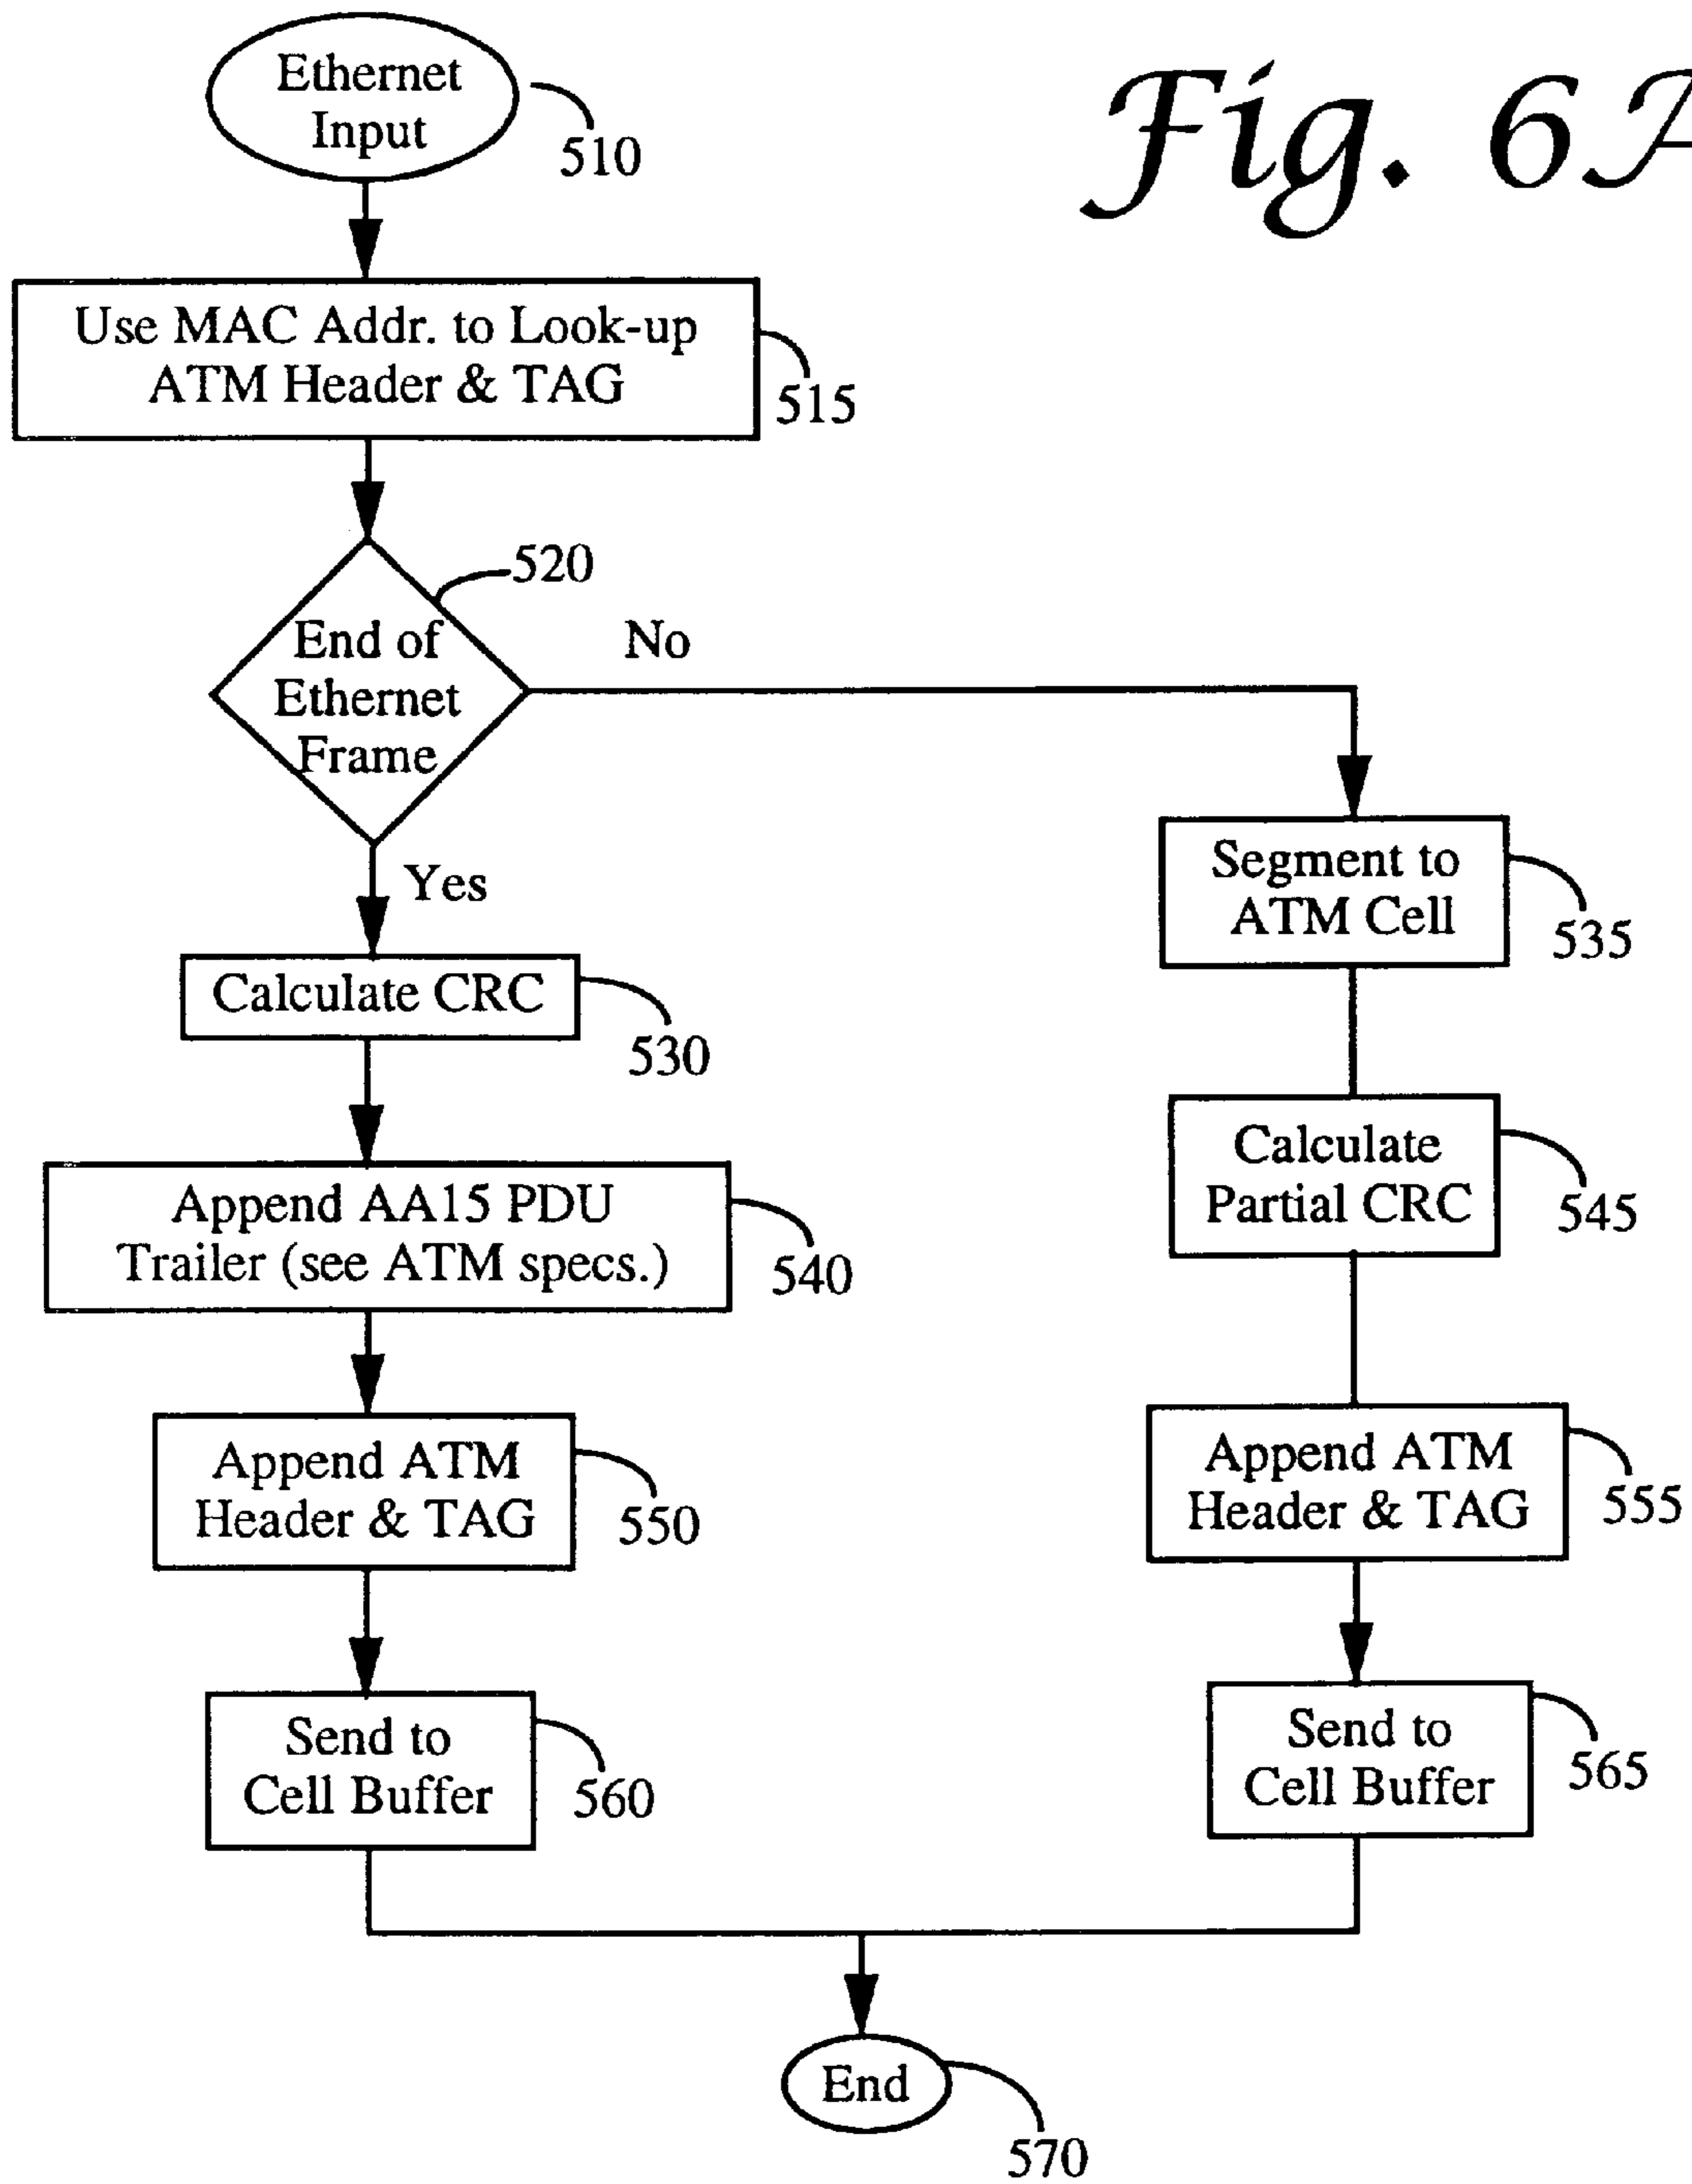 Fig. 6A
Ethernet
Input
510
Use MAC Addr. to Look-up
ATM Header & TAG
515
520
End of
Ethernet
Frame
No
Yes
Segment to
ATM Cell
535
Calculate CRC
530
Calculate
Partial CRC
545
Append AA15 PDU
Trailer (see ATM specs.)
540
Append ATM
Header & TAG
550
Append ATM
Header & TAG
555
Send to
Cell Buffer
560
Send to
Cell Buffer
565
End
570